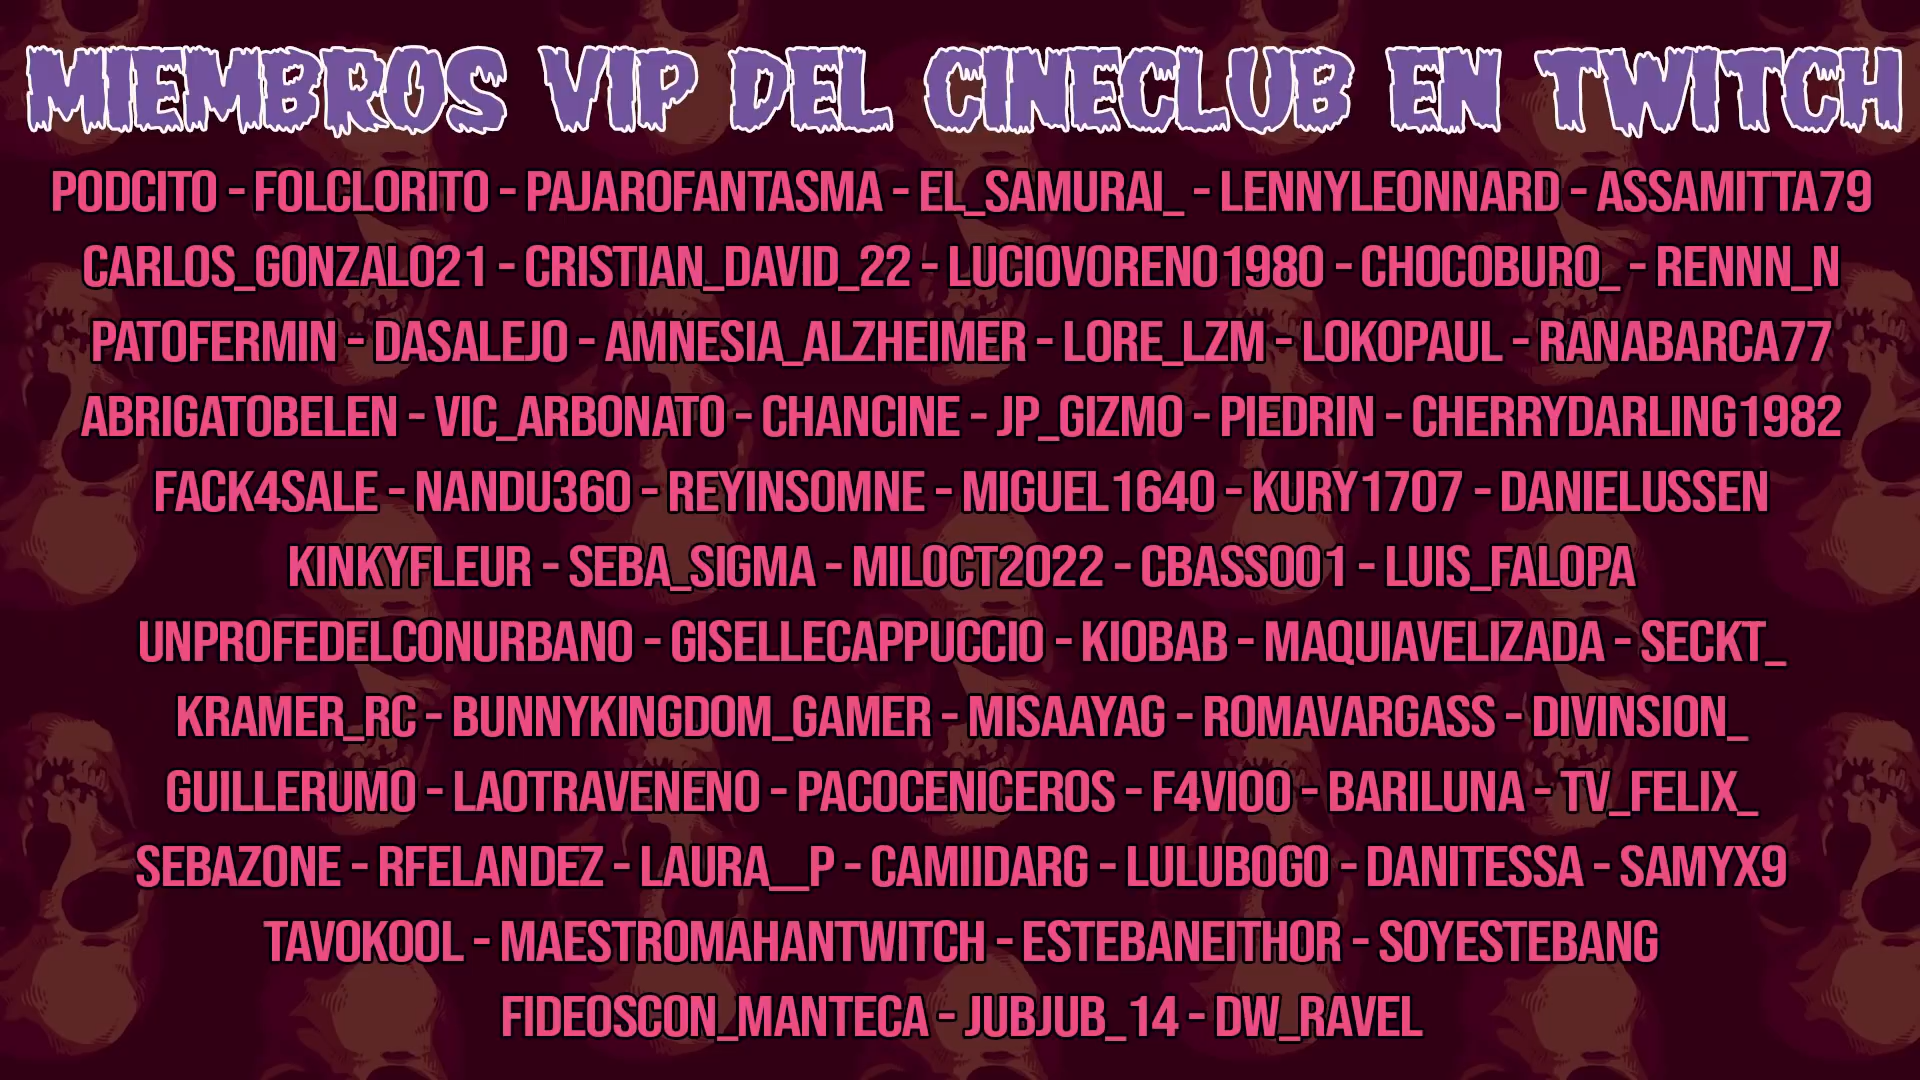 MIEMBROS VIP DEL CINECLUB EN TWITCH
PODCITO - FOLCLORITO - PAJAROFANTASMA - EL_SAMURAI_ - LENNYLEONNARD - ASSAMITTA79
CARLOS_GONZALO21 - CRISTIAN_DAVID_22 - LUCIOVORENO1980 - CHOCOBURO_ - RENNN_N
PATOFERMIN - DASALEJO - AMNESIA_ALZHEIMER - LORE_LZM - LOKOPAUL - RANABARCA77
ABRIGATOBELEN - VIC_ARBONATO - CHANCINE - JP_GIZMO - PIEDRIN - CHERRYDARLING1982
FACK4SALE - NANDU360 - REYINSOMNE - MIGUEL1640 - KURY1707 - DANIELUSSEN
KINKYFLEUR - SEBA_SIGMA - MILOCT2022 - CBASS001 - LUIS_FALOPA
UNPROFEDELCONURBANO - GISELLECAPPUCCIO - KIOBAB - MAQUIAVELIZADA - SECKT_
KRAMER_RC - BUNNYKINGDOM_GAMER - MISAAYAG - ROMAVARGASS - DIVINSION_
GUILLERUMO - LAOTRAVENENO - PACOCENICEROS - F4VIO0 - BARILUNA - TV_FELIX_
SEBAZONE - RFELANDEZ - LAURA__P - CAMIIDARG - LULUBOGO - DANITESSA - SAMYX9
TAVOKOOL - MAESTROMAHANTWITCH - ESTEBANEITHOR - SOYESTEBANG
FIDEOSCON_MANTECA - JUBJUB_14 - DW_RAVEL